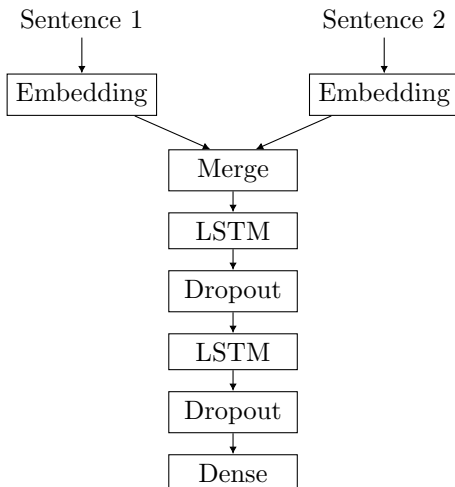 Sentence 1
Sentence 2
Embedding
Embedding
Merge
LSTM
Dropout
LSTM
Dropout
Dense